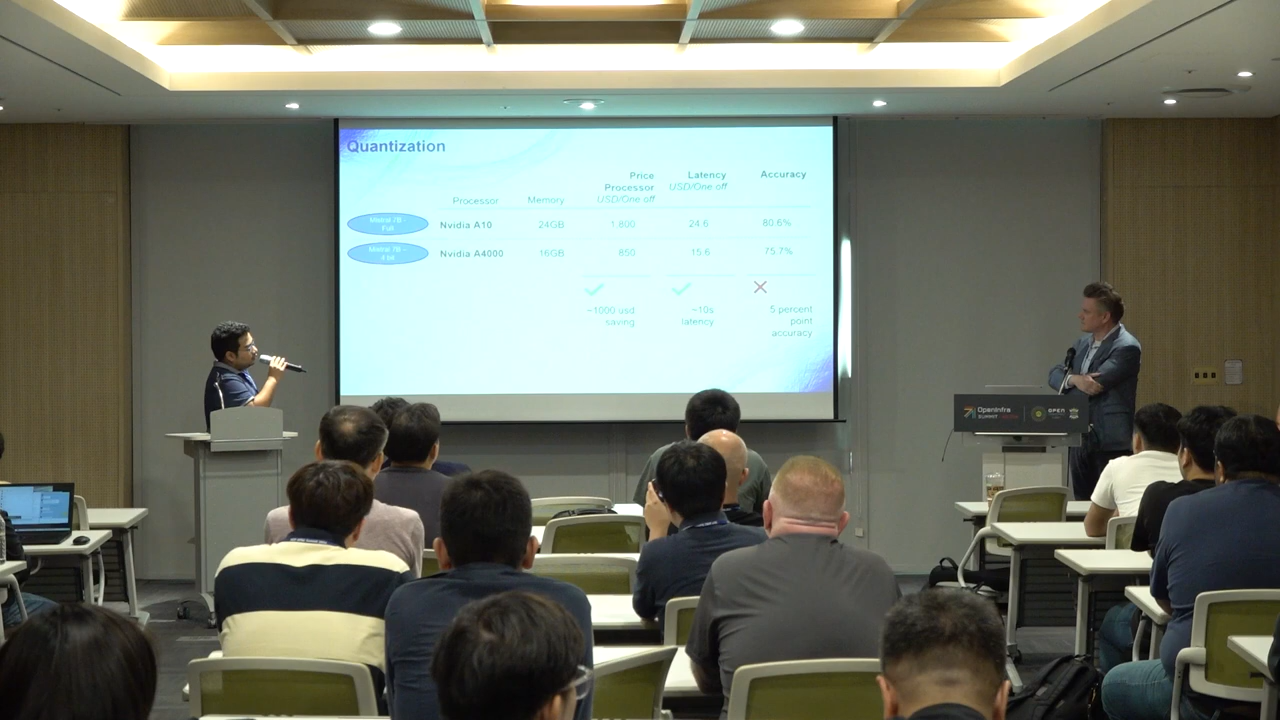 Quantization
Price
Processor
USD/One off
Latency
USD/One off
Accuracy
Processor
Memory
Mistral 7B -
Full
Nvidia A10
24GB
1.800
24.6
80.6%
Mistral 7B -
4 bit
Nvidia A4000
16GB
850
15.6
75.7%
~1000 usd
saving
~10s
latency
5 percent
point
accuracy
OpenInfra
SUMMIT
OPEN